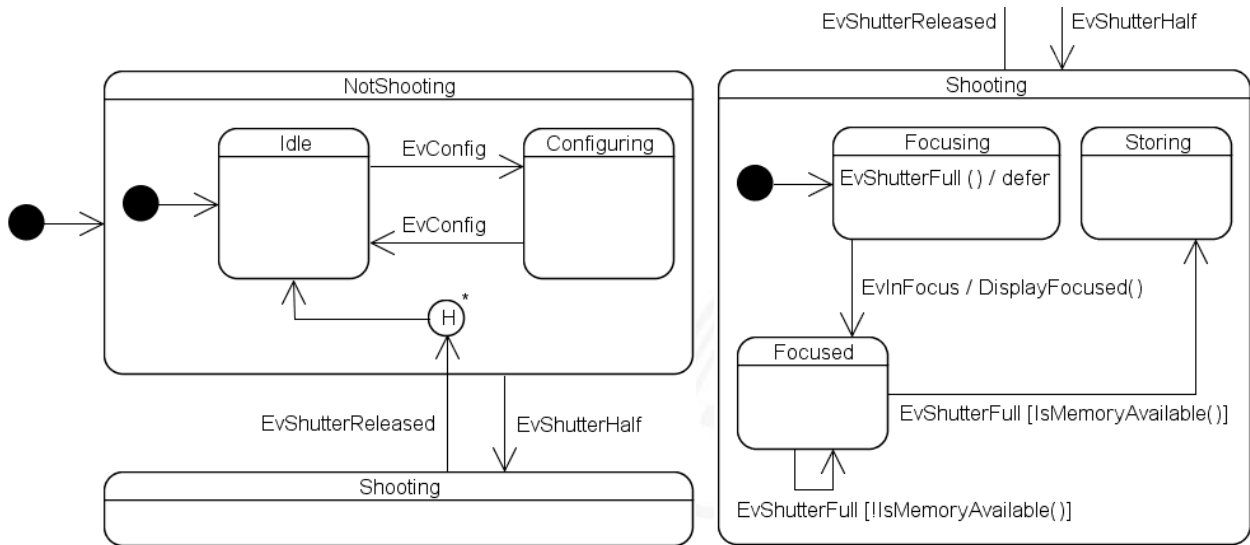 NotShooting
Idle
EvConfig
Configuring
EvConfig
H
*
EvShutterReleased
EvShutterHalf
Shooting
EvShutterReleased
EvShutterHalf
Shooting
Focusing
EvShutterFull () / defer
Storing
EvInFocus / DisplayFocused()
Focused
EvShutterFull [IsMemoryAvailable()]
EvShutterFull [!IsMemoryAvailable()]